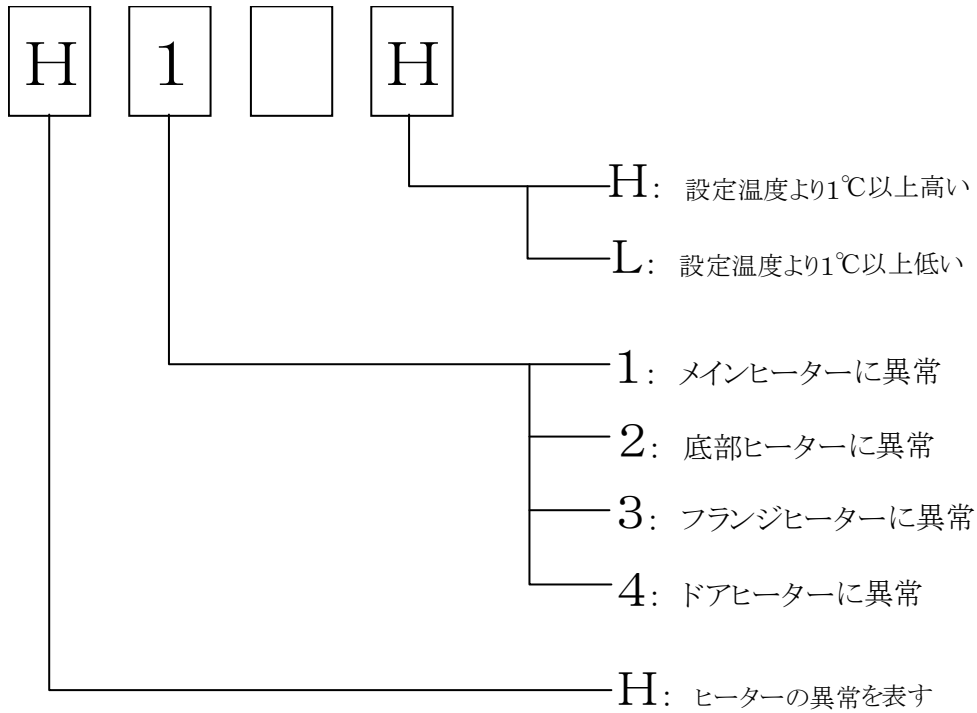 H 1 H
H: 設定温度より1℃以上高い
L: 設定温度より1℃以上低い
1: メインヒーターに異常
2: 底部ヒーターに異常
3: フランジヒーターに異常
4: ドアヒーターに異常
H: ヒーターの異常を表す